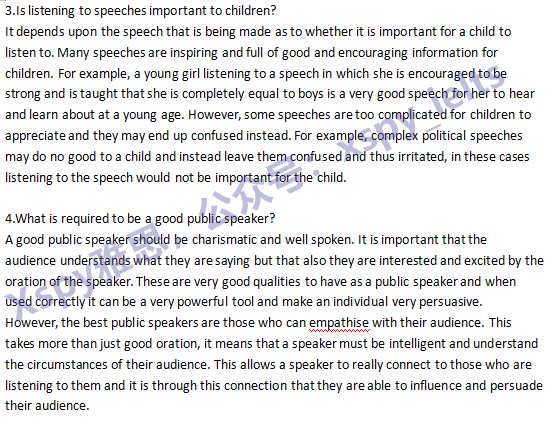 3.Is listening to speeches important to children?
It depends upon the speech that is being made as to whether it is important for a child to
listen to. Many speeches are inspiring and full of good and encouraging information for
children. For example, a young girl listening to a speech in which she is encouraged to be
strong and is taught that she is completely equal to boys is a very good speech for her to hear
and learn about at a young age. However, some speeches are too complicated for children to
appreciate and they may end up confused instead. For example, complex political speeches
may do no good to a child and instead leave them confused and thus irritated, in these cases
listening to the speech would not be important for the child.
4.What is required to be a good public speaker?
A good public speaker should be charismatic and well spoken. It is important that the
audience understands what they are saying but that also they are interested and excited by the
oration of the speaker. These are very good qualities to have as a public speaker and when
used correctly it can be a very powerful tool and make an individual very persuasive.
However, the best public speakers are those who can empathise with their audience. This
takes more than just good oration, it means that a speaker must be intelligent and understand
the circumstances of their audience. This allows a speaker to really connect to those who are
listening to them and it is through this connection that they are able to influence and persuade
their audience.
xspy雅思，公众号：xspy_ielts